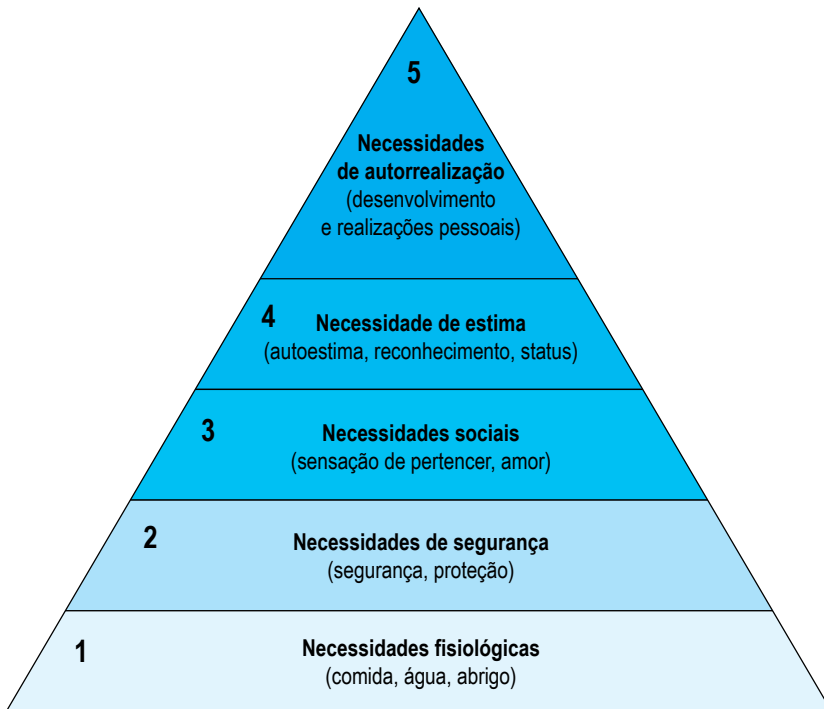 5
Necessidades
de autorrealização
(desenvolvimento
e realizações pessoais)
4
Necessidade de estima
(autoestima, reconhecimento, status)
3
Necessidades sociais
(sensação de pertencer, amor)
2
Necessidades de segurança
(segurança, proteção)
1
Necessidades fisiológicas
(comida, água, abrigo)